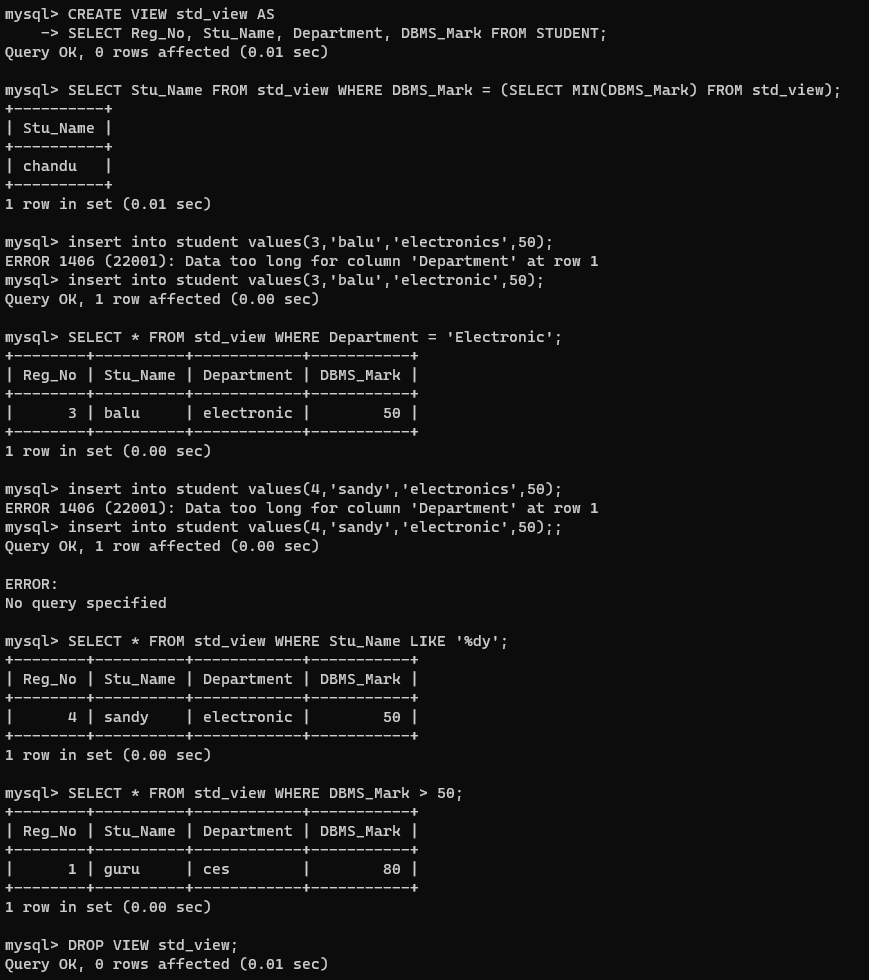 mysql> CREATE VIEW std_view AS
    -> SELECT Reg_No, Stu_Name, Department, DBMS_Mark FROM STUDENT;
Query OK, 0 rows affected (0.01 sec)

mysql> SELECT Stu_Name FROM std_view WHERE DBMS_Mark = (SELECT MIN(DBMS_Mark) FROM std_view);
+----------+
| Stu_Name |
+----------+
| chandu   |
+----------+
1 row in set (0.01 sec)

mysql> insert into student values(3,'balu','electronics',50);
ERROR 1406 (22001): Data too long for column 'Department' at row 1
mysql> insert into student values(3,'balu','electronic',50);
Query OK, 1 row affected (0.00 sec)

mysql> SELECT * FROM std_view WHERE Department = 'Electronic';
+--------+----------+------------+-----------+
| Reg_No | Stu_Name | Department | DBMS_Mark |
+--------+----------+------------+-----------+
|      3 | balu     | electronic |        50 |
+--------+----------+------------+-----------+
1 row in set (0.00 sec)

mysql> insert into student values(4,'sandy','electronics',50);
ERROR 1406 (22001): Data too long for column 'Department' at row 1
mysql> insert into student values(4,'sandy','electronic',50);;
Query OK, 1 row affected (0.00 sec)

ERROR:
No query specified

mysql> SELECT * FROM std_view WHERE Stu_Name LIKE '%dy';
+--------+----------+------------+-----------+
| Reg_No | Stu_Name | Department | DBMS_Mark |
+--------+----------+------------+-----------+
|      4 | sandy    | electronic |        50 |
+--------+----------+------------+-----------+
1 row in set (0.00 sec)

mysql> SELECT * FROM std_view WHERE DBMS_Mark > 50;
+--------+----------+------------+-----------+
| Reg_No | Stu_Name | Department | DBMS_Mark |
+--------+----------+------------+-----------+
|      1 | guru     | ces        |        80 |
+--------+----------+------------+-----------+
1 row in set (0.00 sec)

mysql> DROP VIEW std_view;
Query OK, 0 rows affected (0.01 sec)